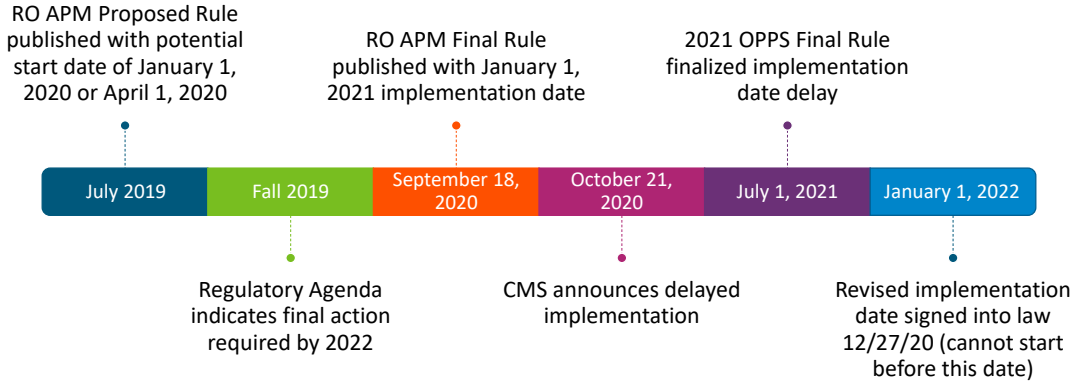 RO APM Proposed Rule
published with potential
start date of January 1,
2020 or April 1, 2020
RO APM Final Rule
published with January 1,
2021 implementation date
2021 OPPS Final Rule
finalized implementation
date delay
July 2019
Fall 2019
September 18,
2020
October 21,
2020
July 1, 2021
January 1, 2022
Regulatory Agenda
indicates final action
required by 2022
CMS announces delayed
implementation
Revised implementation
date signed into law
12/27/20 (cannot start
before this date)